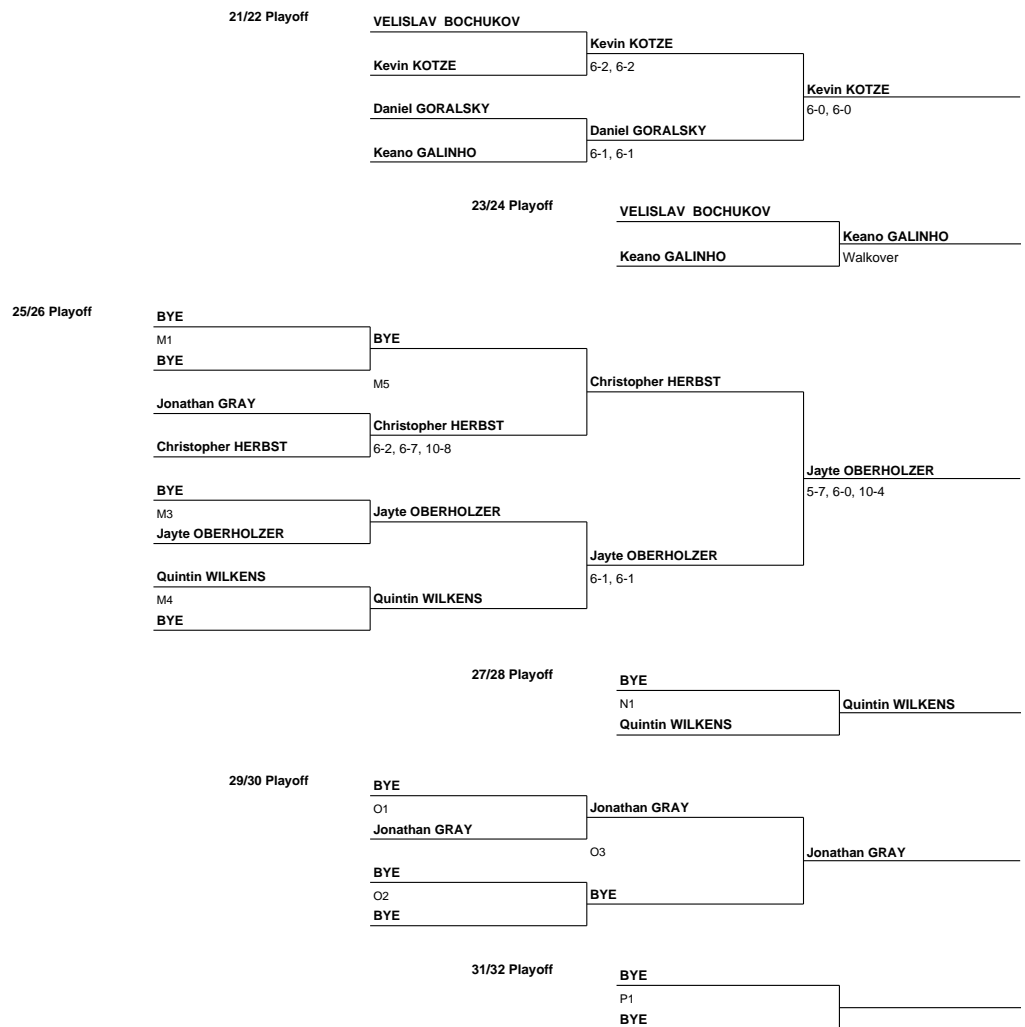 21/22 Playoff
VELISLAV  BOCHUKOV
Kevin KOTZE
Kevin KOTZE
6-2, 6-2
Kevin KOTZE
6-0, 6-0
Daniel GORALSKY
Daniel GORALSKY
Keano GALINHO
6-1, 6-1
23/24 Playoff
VELISLAV  BOCHUKOV
Keano GALINHO
Keano GALINHO
Walkover
25/26 Playoff
BYE
M1
BYE
BYE
M5
Christopher HERBST
Jonathan GRAY
Christopher HERBST
Christopher HERBST
6-2, 6-7, 10-8
Jayte OBERHOLZER
5-7, 6-0, 10-4
BYE
M3
Jayte OBERHOLZER
Jayte OBERHOLZER
Jayte OBERHOLZER
6-1, 6-1
Quintin WILKENS
M4
Quintin WILKENS
BYE
27/28 Playoff
BYE
N1
Quintin WILKENS
Quintin WILKENS
29/30 Playoff
BYE
O1
Jonathan GRAY
Jonathan GRAY
O3
Jonathan GRAY
BYE
O2
BYE
BYE
31/32 Playoff
BYE
P1
BYE